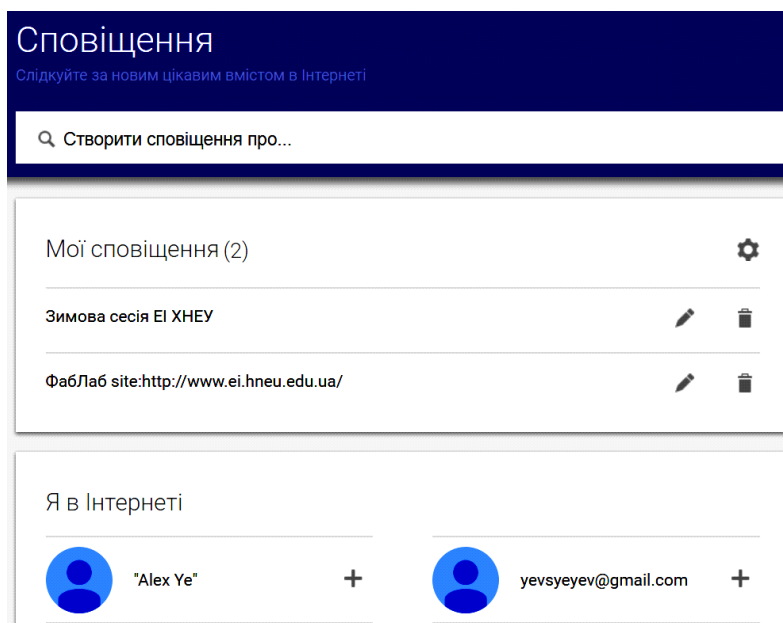 Сповіщення
Слідкуйте за новим цікавим вмістом в Інтернеті
Створити сповіщення про...
Мої сповіщення (2)
Зимова сесія ЕІ ХНЕУ
ФабЛаб site:http://www.ei.hneu.edu.ua/
Я в Інтернеті
"Alex Ye"
yevsyeyev@gmail.com